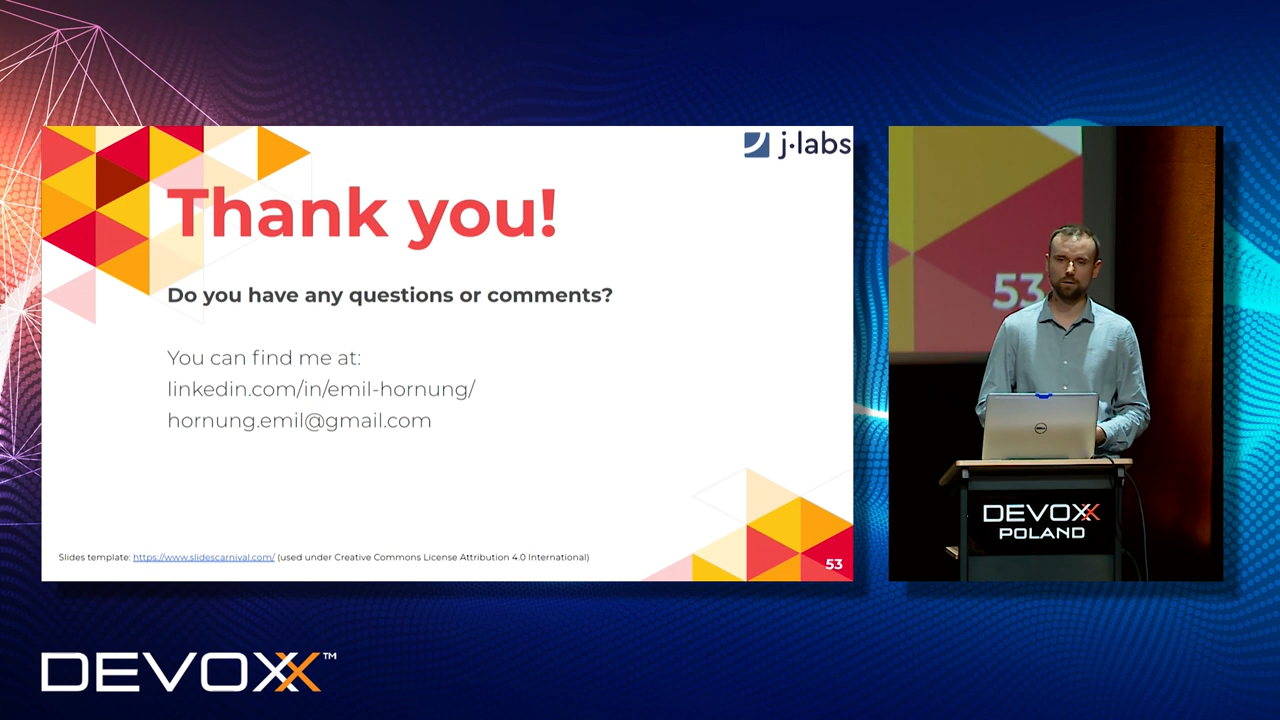 j·labs
Thank you!
Do you have any questions or comments?
You can find me at:
linkedin.com/in/emil-hornung/
hornung.emil@gmail.com
Slides template: https://www.slidescarnival.com/ (used under Creative Commons License Attribution 4.0 International)
53
53
DELL
DEVOXX
POLAND
DEVOXX™